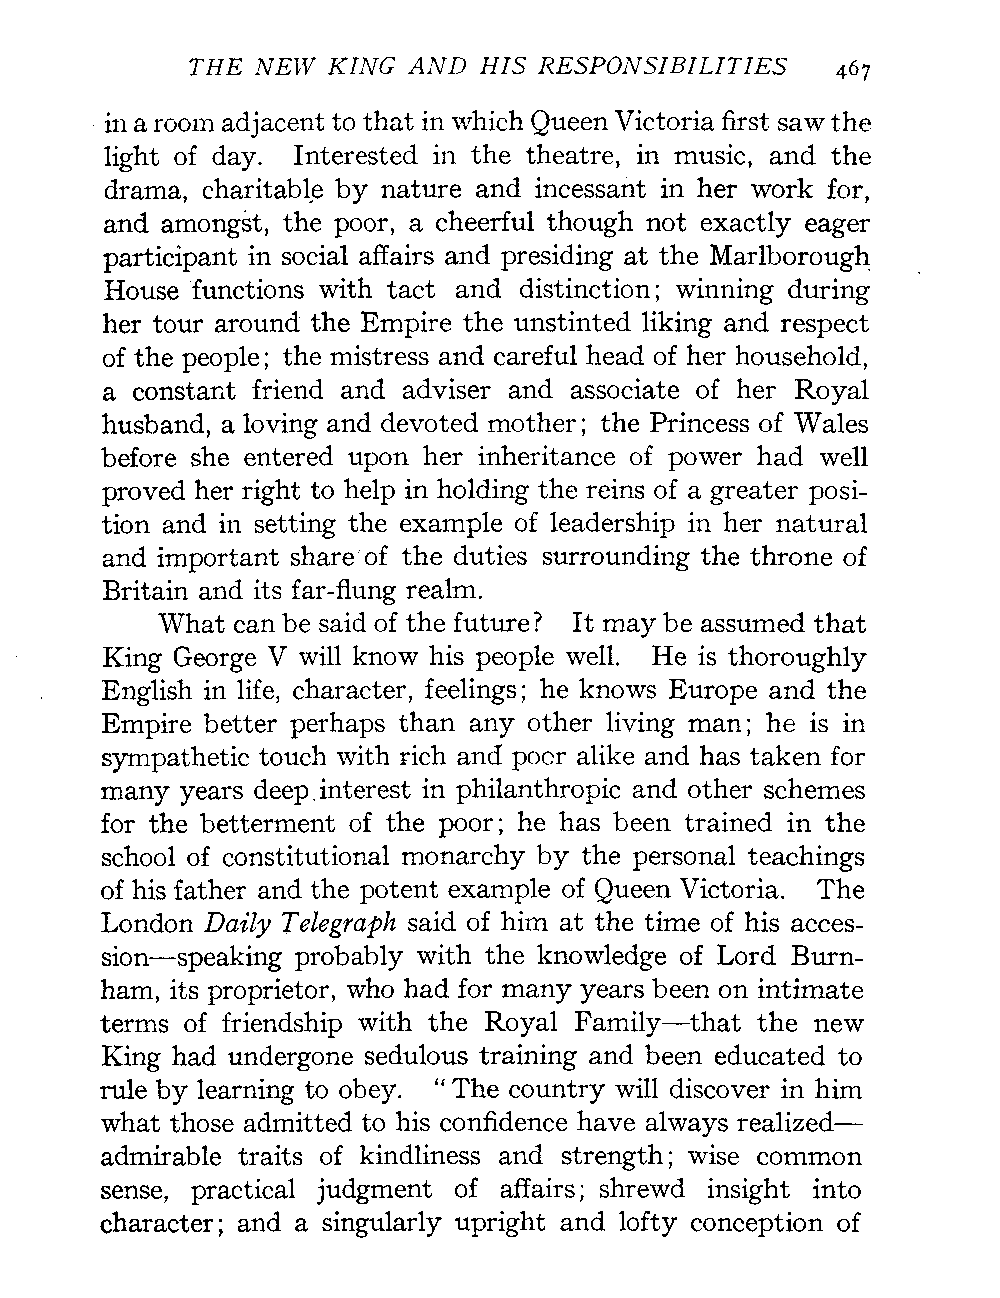 THE NEW KING AND HIS RESPONSIBILITIES 467
in a room adjacent to that in which Queen Victoria first saw the
light of day. Interested in the theatre, in music, and the
drama, charitable by nature and incessant in her work for,
and amongst, the poor, a cheerful though not exactly eager
participant in social affairs and presiding at the Marlborough
House functions with tact and distinction; winning during
her tour around the Empire the unstinted liking and respect
of the people; the mistress and careful head of her household,
a constant friend and adviser and associate of her Royal
husband, a loving and devoted mother; the Princess of Wales
before she entered upon her inheritance of power had well
proved her right to help in holding the reins of a greater posi-
tion and in setting the example of leadership in her natural
and important share of the duties surrounding the throne of
Britain and its far-flung realm.
What can be said of the future? It may be assumed that
King George V will know his people well. He is thoroughly
English in life, character, feelings; he knows Europe and the
Empire better perhaps than any other living man; he is in
sympathetic touch with rich and poor alike and has taken for
many years deep interest in philanthropic and other schemes
for the betterment of the poor; he has been trained in the
school of constitutional monarchy by the personal teachings
of his father and the potent example of Queen Victoria. The
London Daily Telegraph said of him at the time of his acces-
sion—speaking probably with the knowledge of Lord Burn-
ham, its proprietor, who had for many years been on intimate
terms of friendship with the Royal Family—that the new
King had undergone sedulous training and been educated to
rule by learning to obey. "The country will discover in him
what those admitted to his confidence have always realized—
admirable traits of kindliness and strength; wise common
sense, practical judgment of affairs; shrewd insight into
character; and a singularly upright and lofty conception of